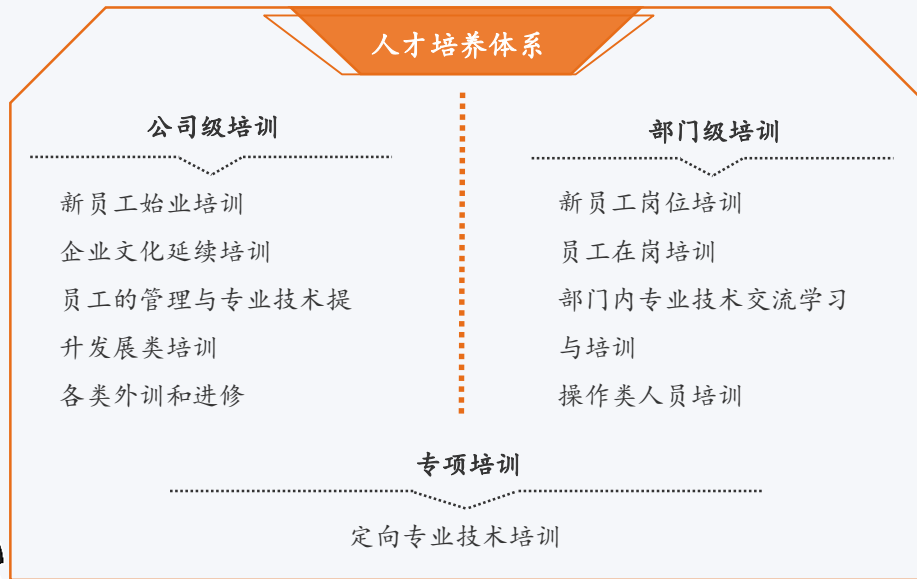 人才培养体系
公司级培训
新员工始业培训
企业文化延续培训
员工的管理与专业技术提
升发展类培训
各类外训和进修
部门级培训
新员工岗位培训
员工在岗培训
部门内专业技术交流学习
与培训
操作类人员培训
专项培训
定向专业技术培训